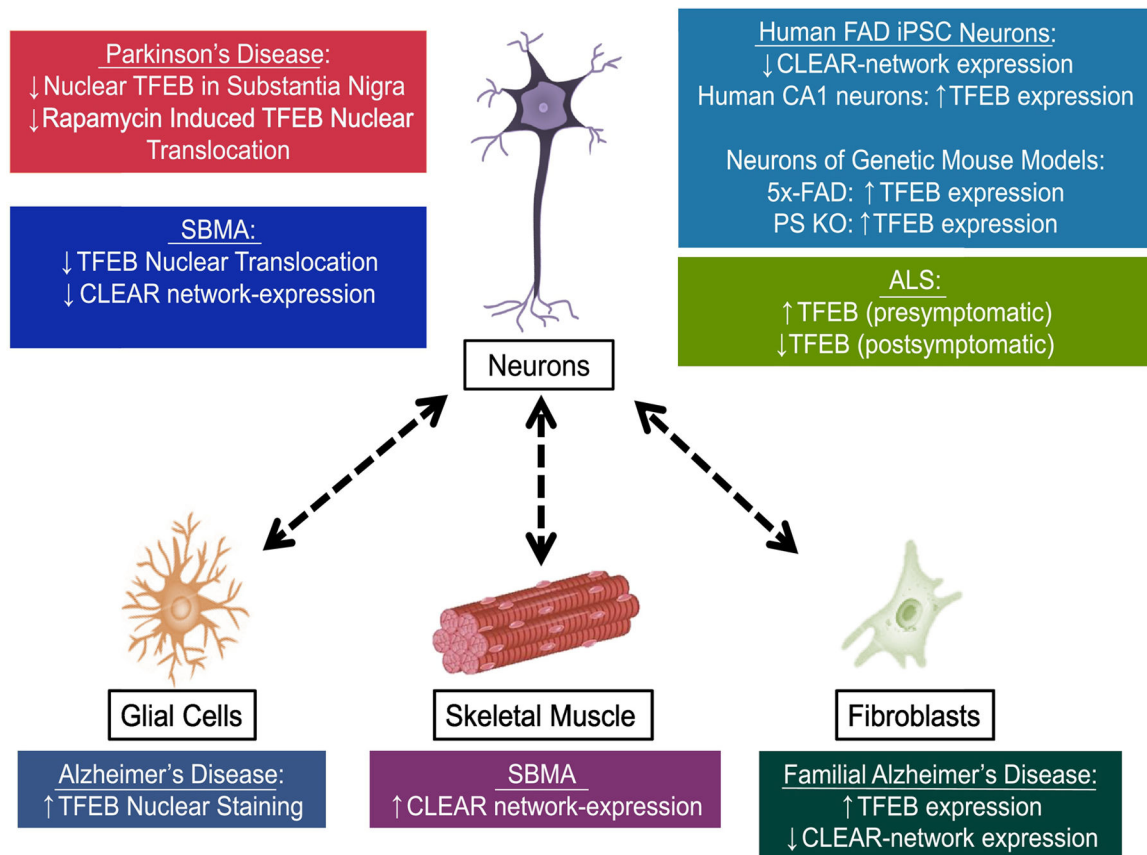 Parkinson's Disease:
↓Nuclear TFEB in Substantia Nigra
↓Rapamycin Induced TFEB Nuclear
Translocation
SBMA:
↓TFEB Nuclear Translocation
↓CLEAR network-expression
Human FAD iPSC Neurons:
↓CLEAR-network expression
Human CA1 neurons: ↑TFEB expression
Neurons of Genetic Mouse Models:
5x-FAD: ↑TFEB expression
PS KO: ↑TFEB expression
ALS:
↑TFEB (presymptomatic)
↓TFEB (postsymptomatic)
Neurons
Glial Cells
Alzheimer's Disease:
↑TFEB Nuclear Staining
Skeletal Muscle
SBMA
↑CLEAR network-expression
Fibroblasts
Familial Alzheimer's Disease:
↑TFEB expression
↓CLEAR-network expression